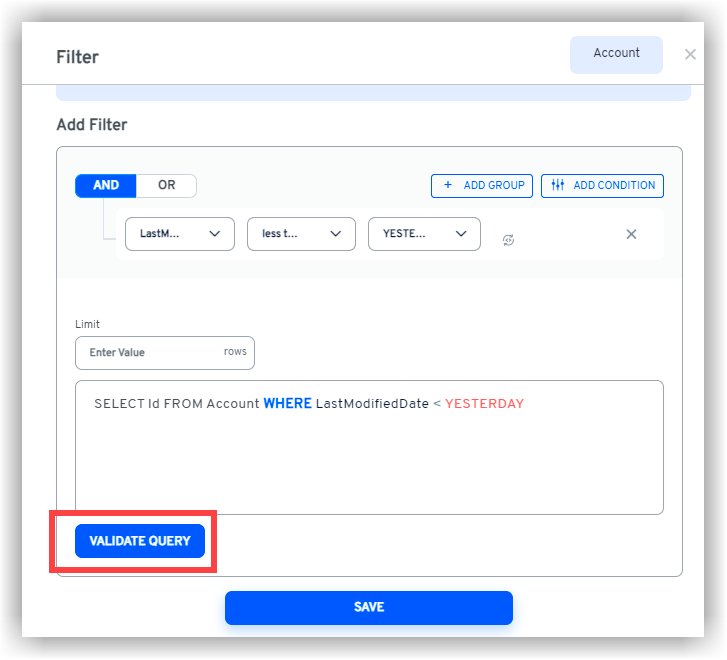 Filter
Account
Add Filter
AND OR
+ ADD GROUP ADD CONDITION
LastM... less t... YESTE...
Limit
Enter Value rows
SELECT Id FROM Account WHERE LastModifiedDate < YESTERDAY
VALIDATE QUERY
SAVE